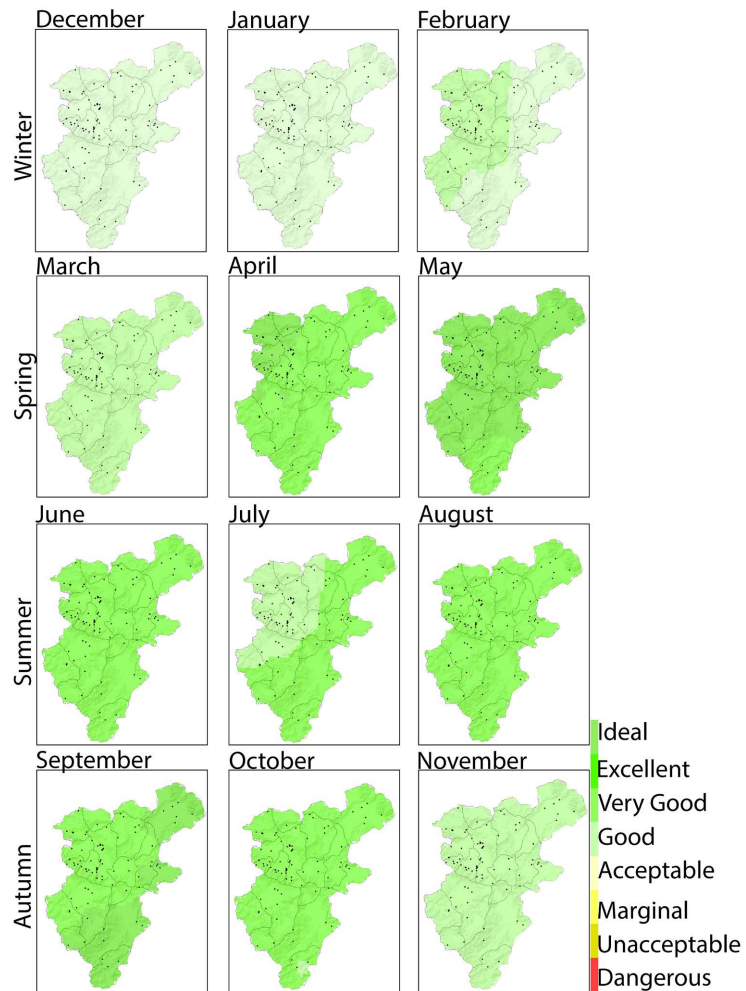 December
January
February
Winter
March
April
May
Spring
June
July
August
Summer
September
October
November
Autumn
Ideal
Excellent
Very Good
Good
Acceptable
Marginal
Unacceptable
Dangerous